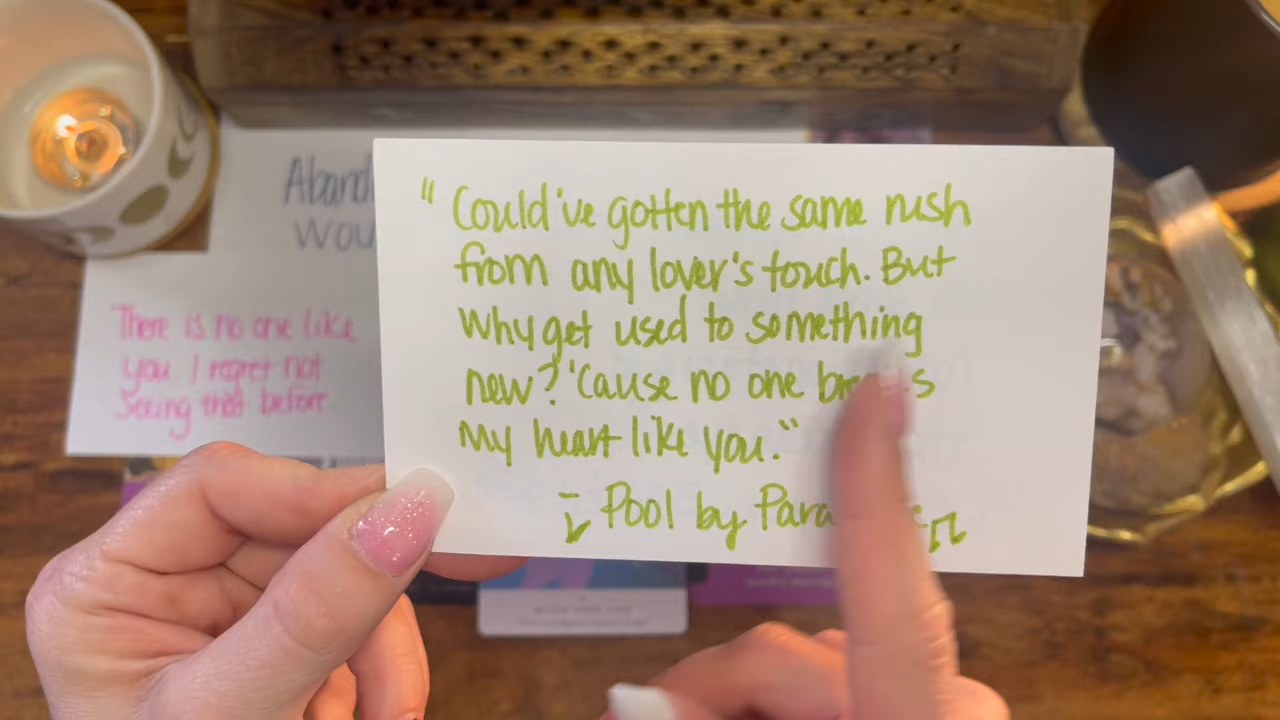 "Could've gotten the same rush
from any lover's touch. But
Why get used to something
new? 'Cause no one
my heart like you."
- Pool by
There is no one like
you. I regret not
seeing that before